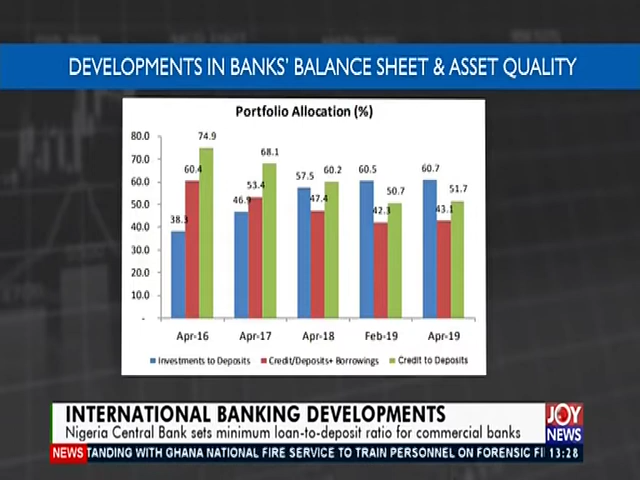 DEVELOPMENTS IN BANKS' BALANCE SHEET & ASSET QUALITY
Portfolio Allocation (%)
80.0
70.0
60.0
50.0
40.0
30.0
20.0
10.0
-
38.3 60.4 74.9
46.9 53.4 68.1
57.5 47.4 60.2
60.5 42.3 50.7
60.7 43.1 51.7
Apr-16 Apr-17 Apr-18 Feb-19 Apr-19
Investments to Deposits Credit/Deposits+ Borrowings Credit to Deposits
INTERNATIONAL BANKING DEVELOPMENTS
Nigeria Central Bank sets minimum loan-to-deposit ratio for commercial banks
JOY
NEWS
NEWS TANDING WITH GHANA NATIONAL FIRE SERVICE TO TRAIN PERSONNEL ON FORENSIC FI 13:28